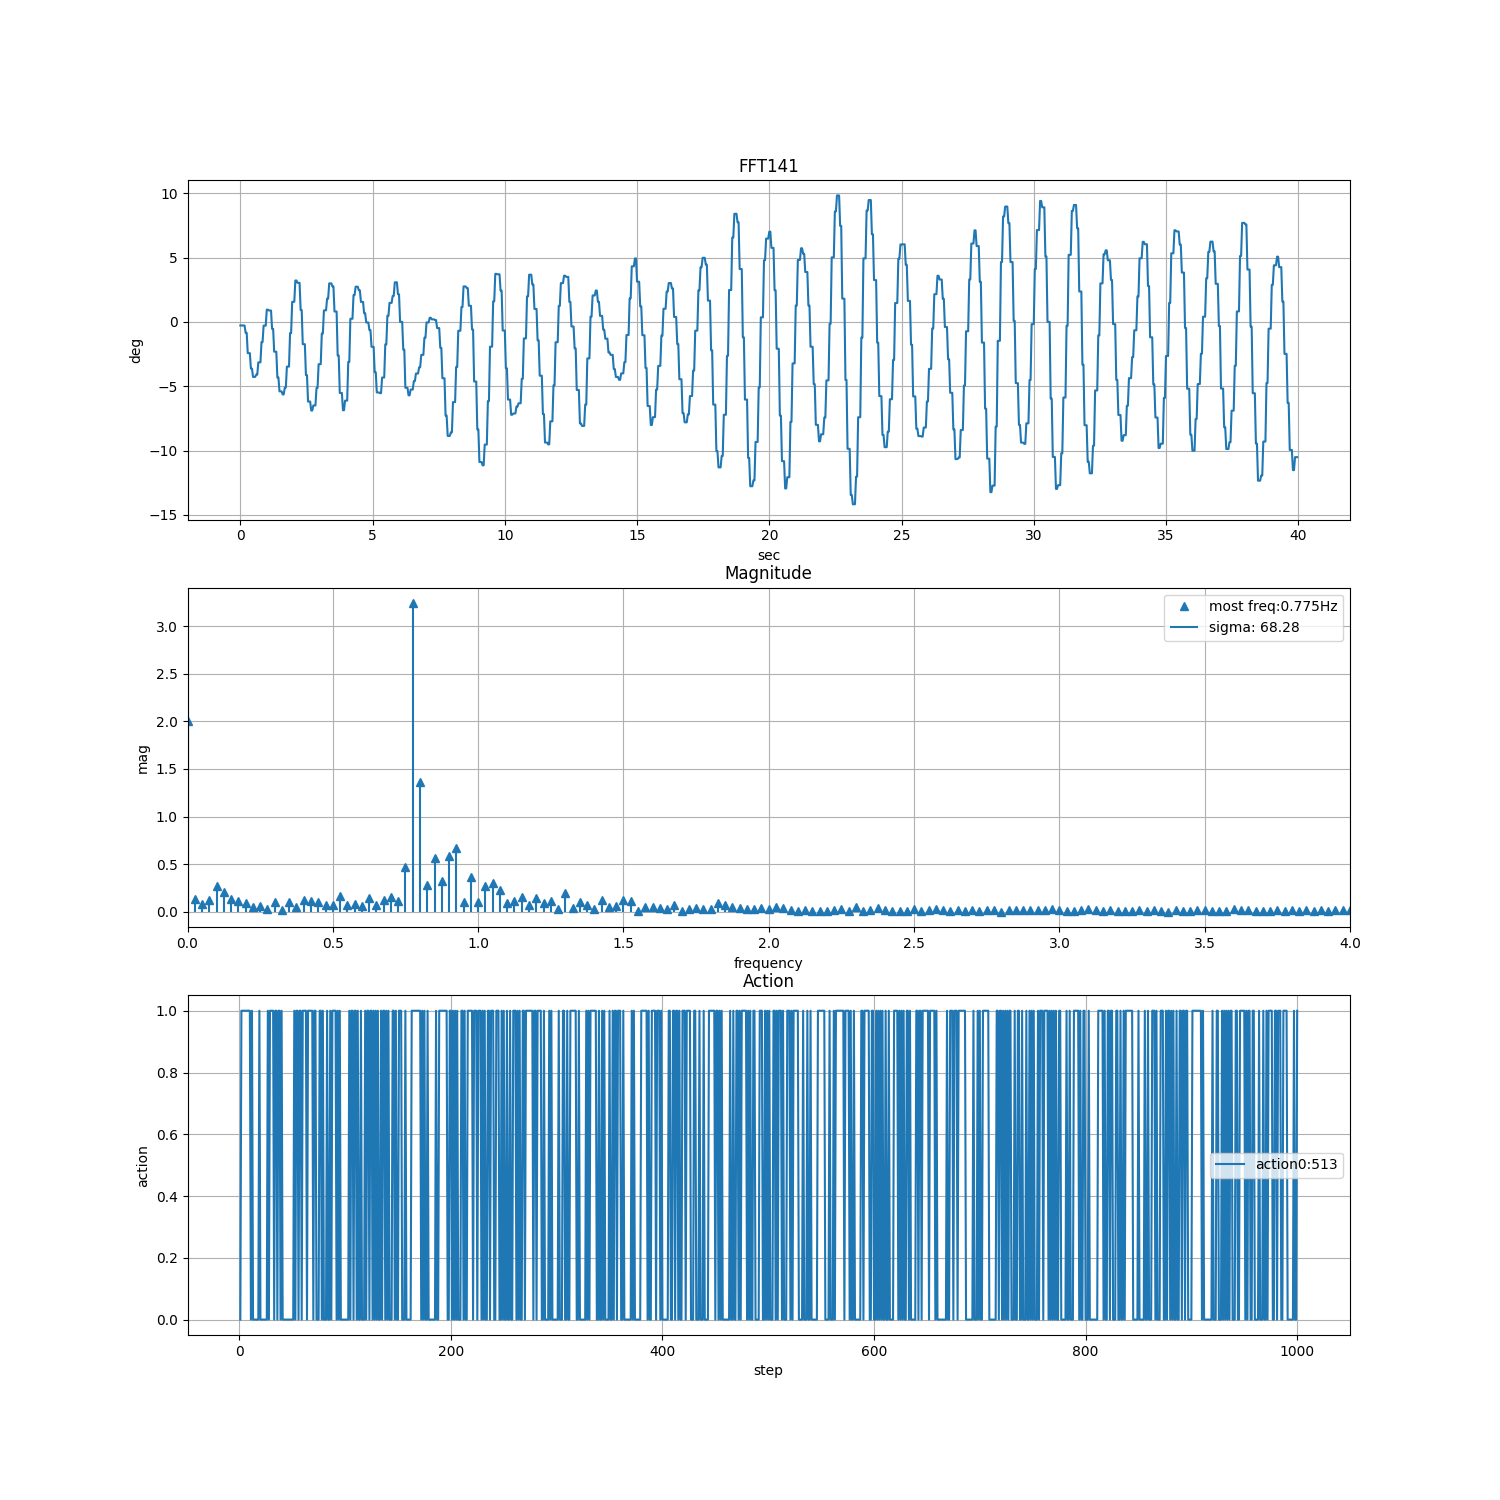 FFT141
10
5
0
−5
−10
−15
deg
0 5 10 15 20 25 30 35 40
sec
Magnitude
most freq:0.775Hz
sigma: 68.28
3.0
2.5
2.0
1.5
1.0
0.5
0.0
mag
0.0 0.5 1.0 1.5 2.0 2.5 3.0 3.5 4.0
frequency
Action
1.0
0.8
0.6
0.4
0.2
0.0
action
action0:513
0 200 400 600 800 1000
step